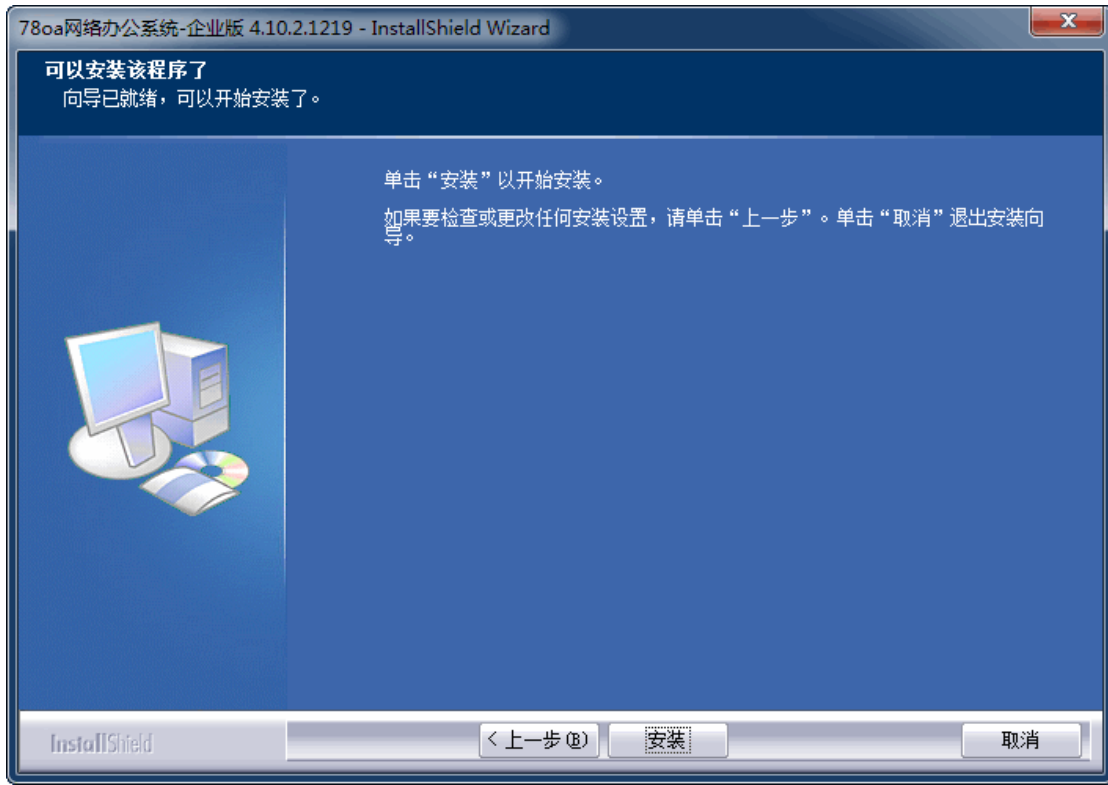 78oa网络办公系统-企业版 4.10.2.1219 - InstallShield Wizard
可以安装该程序了
向导已就绪，可以开始安装了。
单击“安装”以开始安装。
如果要检查或更改任何安装设置，请单击“上一步”。单击“取消”退出安装向
导。
InstallShield
< 上一步(B)
安装
取消